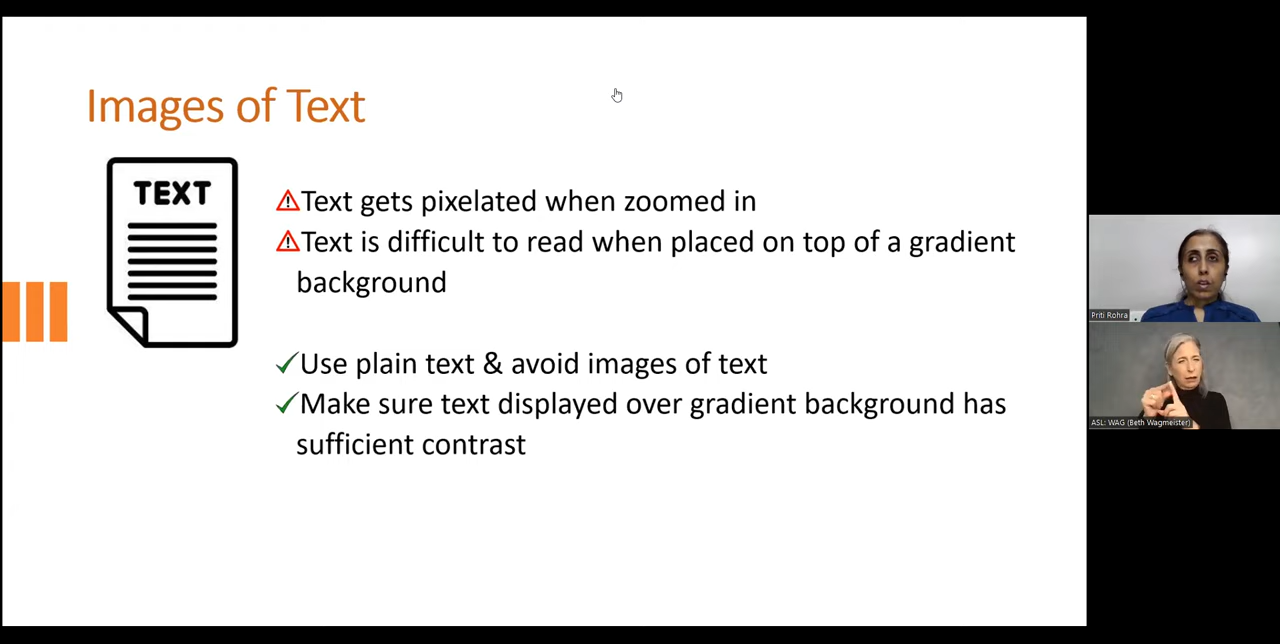 Images of Text
TEXT
⚠Text gets pixelated when zoomed in
⚠Text is difficult to read when placed on top of a gradient
background
✓Use plain text & avoid images of text
✓Make sure text displayed over gradient background has
sufficient contrast
Priti Rohra
ASL: WAG (Beth Wagmeister)